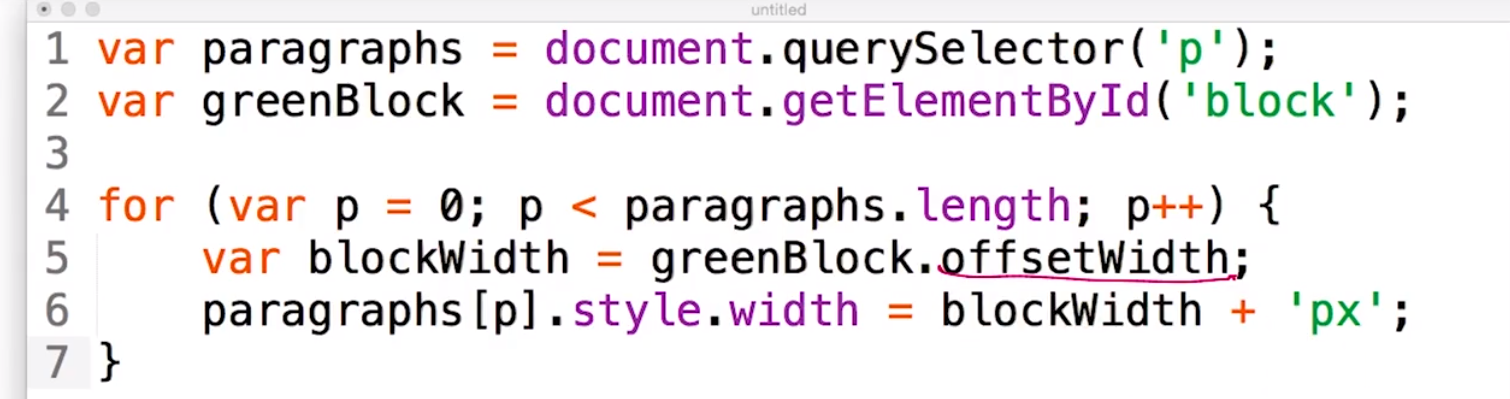 untitled
1 var paragraphs = document.querySelector('p');
2 var greenBlock = document.getElementById('block');
3
4 for (var p = 0; p < paragraphs.length; p++) {
5     var blockWidth = greenBlock.offsetWidth;
6     paragraphs[p].style.width = blockWidth + 'px';
7 }